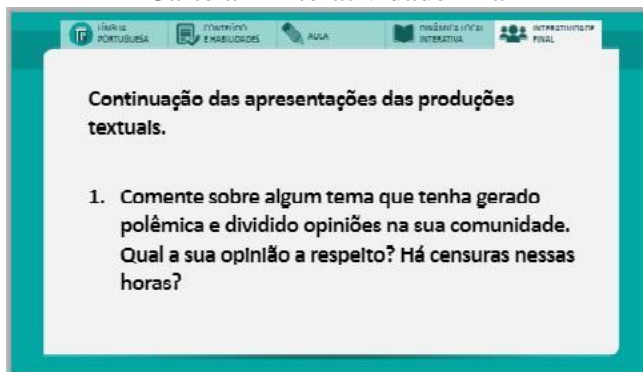 LÍNGUA PORTUGUESA
CONTEÚDO E HABILIDADES
AULA
DINÂMICA LOCAL INTERATIVA
INTERATIVIDADE FINAL
Continuação das apresentações das produções
textuais.
1. Comente sobre algum tema que tenha gerado
polêmica e dividido opiniões na sua comunidade.
Qual a sua opinião a respeito? Há censuras nessas
horas?